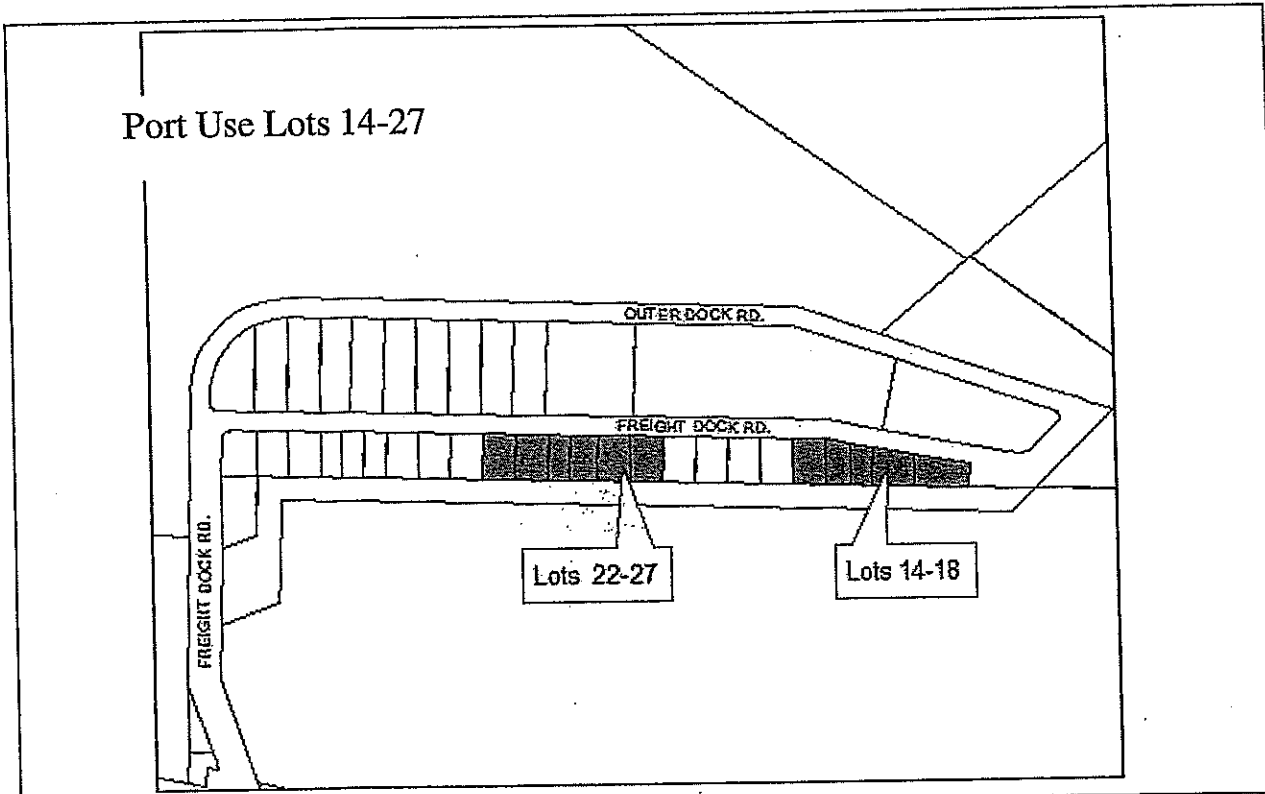 Port Use Lots 14-27
OUTER DOCK RD.
FREIGHT DOCK RD.
Lots 22-27
Lots 14-18
FREIGHT DOCK RD.